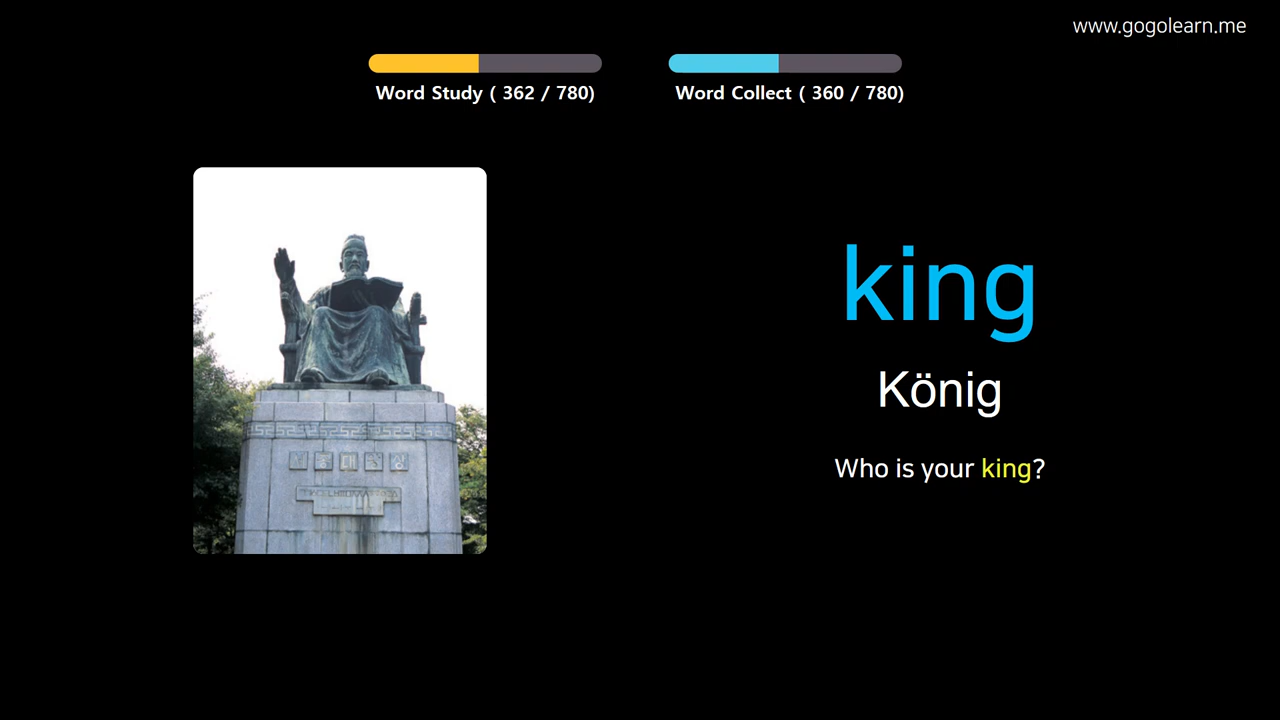 www.gogolearn.me
Word Study ( 362 / 780)
Word Collect ( 360 / 780)
king
König
Who is your king?